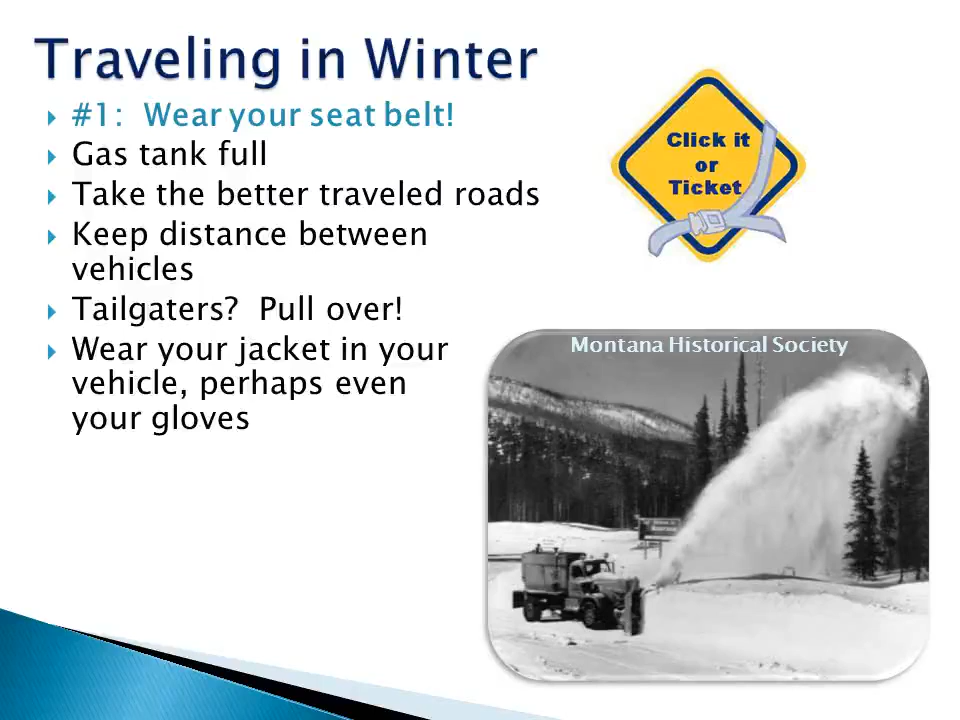 Traveling in Winter
#1: Wear your seat belt!
Gas tank full
Take the better traveled roads
Keep distance between
vehicles
Tailgaters? Pull over!
Wear your jacket in your
vehicle, perhaps even
your gloves
Click it
or
Ticket
Montana Historical Society